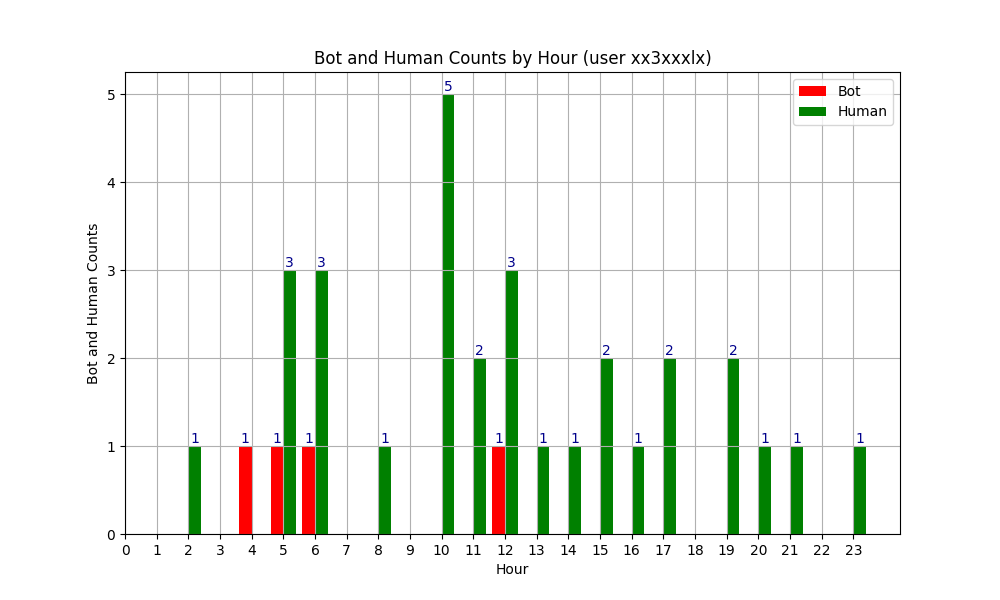 Bot and Human Counts by Hour (user xx3xxxlx)
Bot
Human
5
4
3
2
1
0
Bot and Human Counts
1 1 1 3 1 3 1 5 2 1 3 1 1 2 1 2 2 1 1 1
0 1 2 3 4 5 6 7 8 9 10 11 12 13 14 15 16 17 18 19 20 21 22 23
Hour